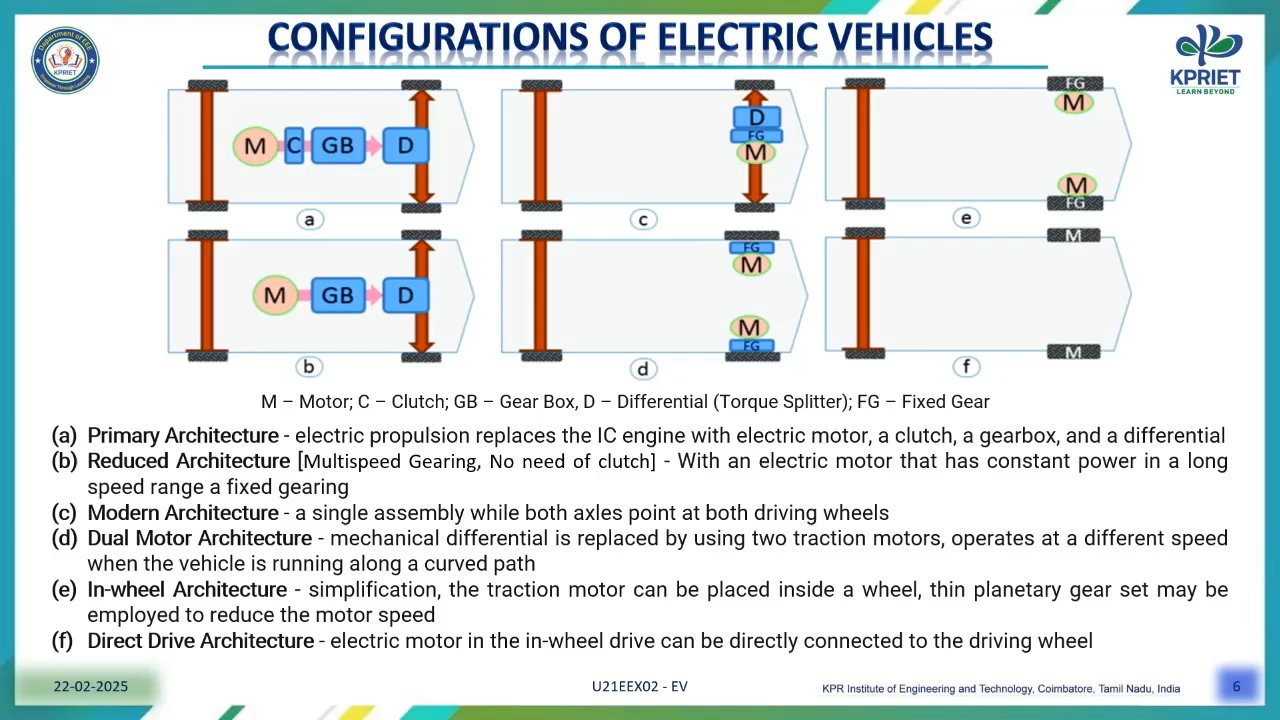 CONFIGURATIONS OF ELECTRIC VEHICLES
Department of EEE
KPRIET
KPRIET
LEARN BEYOND
M C GB D
a
D
FG
M
c
FG
M
M
FG
e
M GB D
b
FG
M
M
FG
d
M
M
f
M – Motor; C – Clutch; GB – Gear Box, D – Differential (Torque Splitter); FG – Fixed Gear
(a) Primary Architecture - electric propulsion replaces the IC engine with electric motor, a clutch, a gearbox, and a differential
(b) Reduced Architecture [Multispeed Gearing, No need of clutch] - With an electric motor that has constant power in a long
speed range a fixed gearing
(c) Modern Architecture - a single assembly while both axles point at both driving wheels
(d) Dual Motor Architecture - mechanical differential is replaced by using two traction motors, operates at a different speed
when the vehicle is running along a curved path
(e) In-wheel Architecture - simplification, the traction motor can be placed inside a wheel, thin planetary gear set may be
employed to reduce the motor speed
(f) Direct Drive Architecture - electric motor in the in-wheel drive can be directly connected to the driving wheel
22-02-2025
U21EEX02 - EV
KPR Institute of Engineering and Technology, Coimbatore, Tamil Nadu, India
6